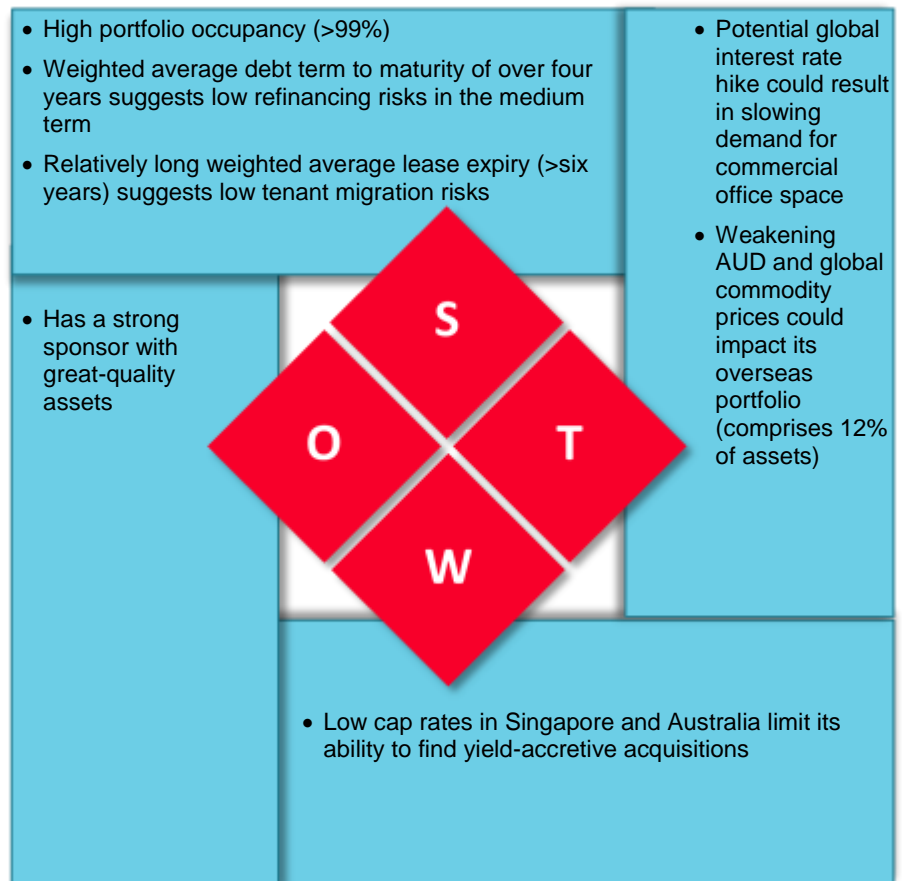 • High portfolio occupancy (>99%)
• Weighted average debt term to maturity of over four
years suggests low refinancing risks in the medium
term
• Relatively long weighted average lease expiry (>six
years) suggests low tenant migration risks
• Potential global
interest rate
hike could result
in slowing
demand for
commercial
office space
• Weakening
AUD and global
commodity
prices could
impact its
overseas
portfolio
(comprises 12%
of assets)
• Has a strong
sponsor with
great-quality
assets
S
O
T
W
• Low cap rates in Singapore and Australia limit its
ability to find yield-accretive acquisitions